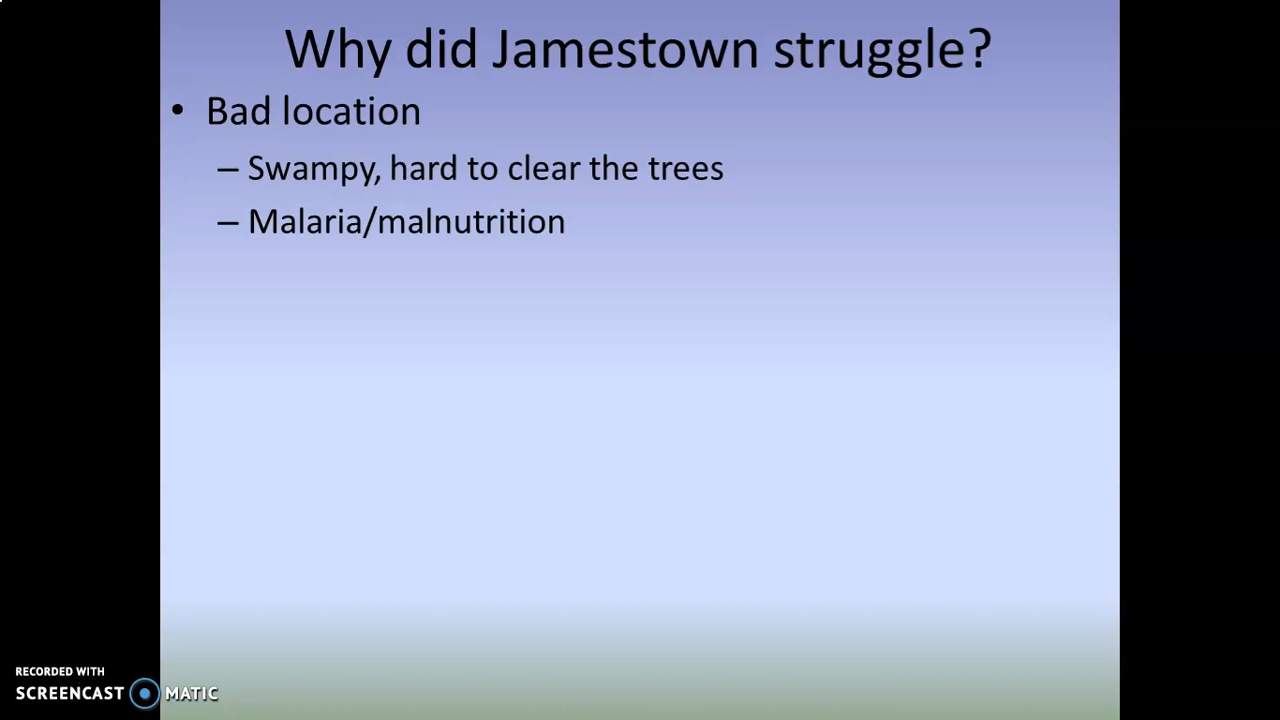 Why did Jamestown struggle?
• Bad location
– Swampy, hard to clear the trees
– Malaria/malnutrition
RECORDED WITH
SCREENCAST MATIC